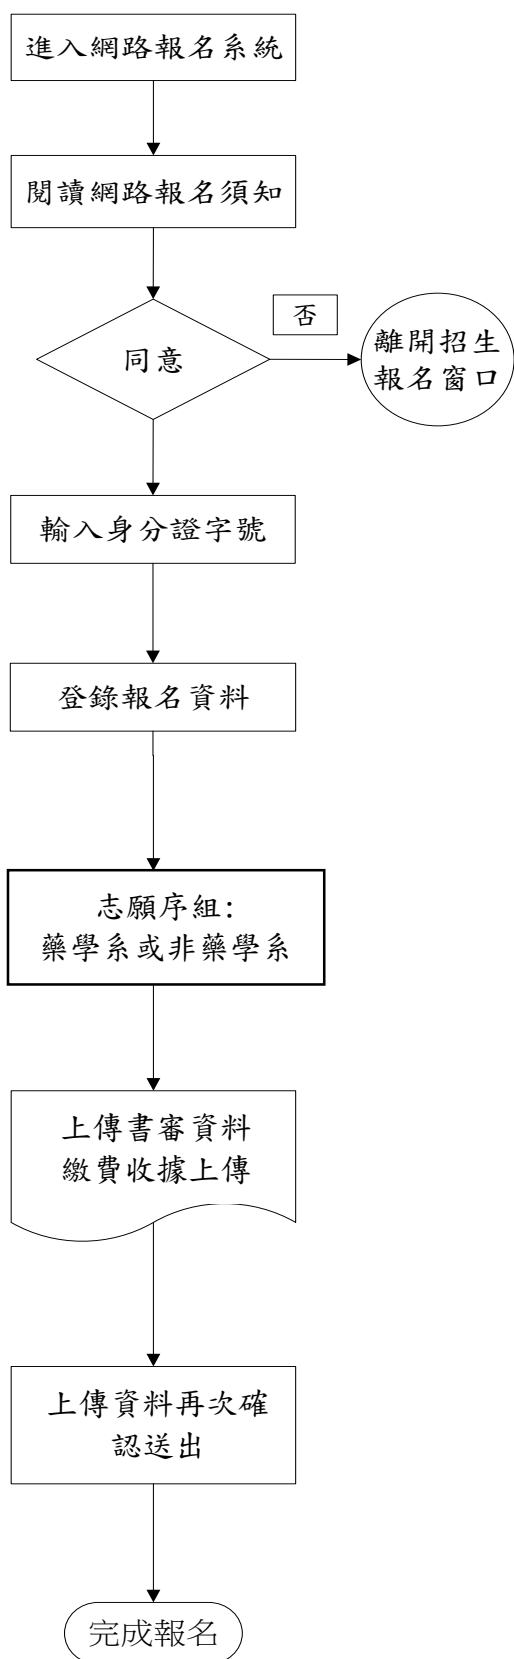 進入網路報名系統
閱讀網路報名須知
同意
否
離開招生
報名窗口
輸入身分證字號
登錄報名資料
志願序組:
藥學系或非藥學系
上傳書審資料
繳費收據上傳
上傳資料再次確
認送出
完成報名